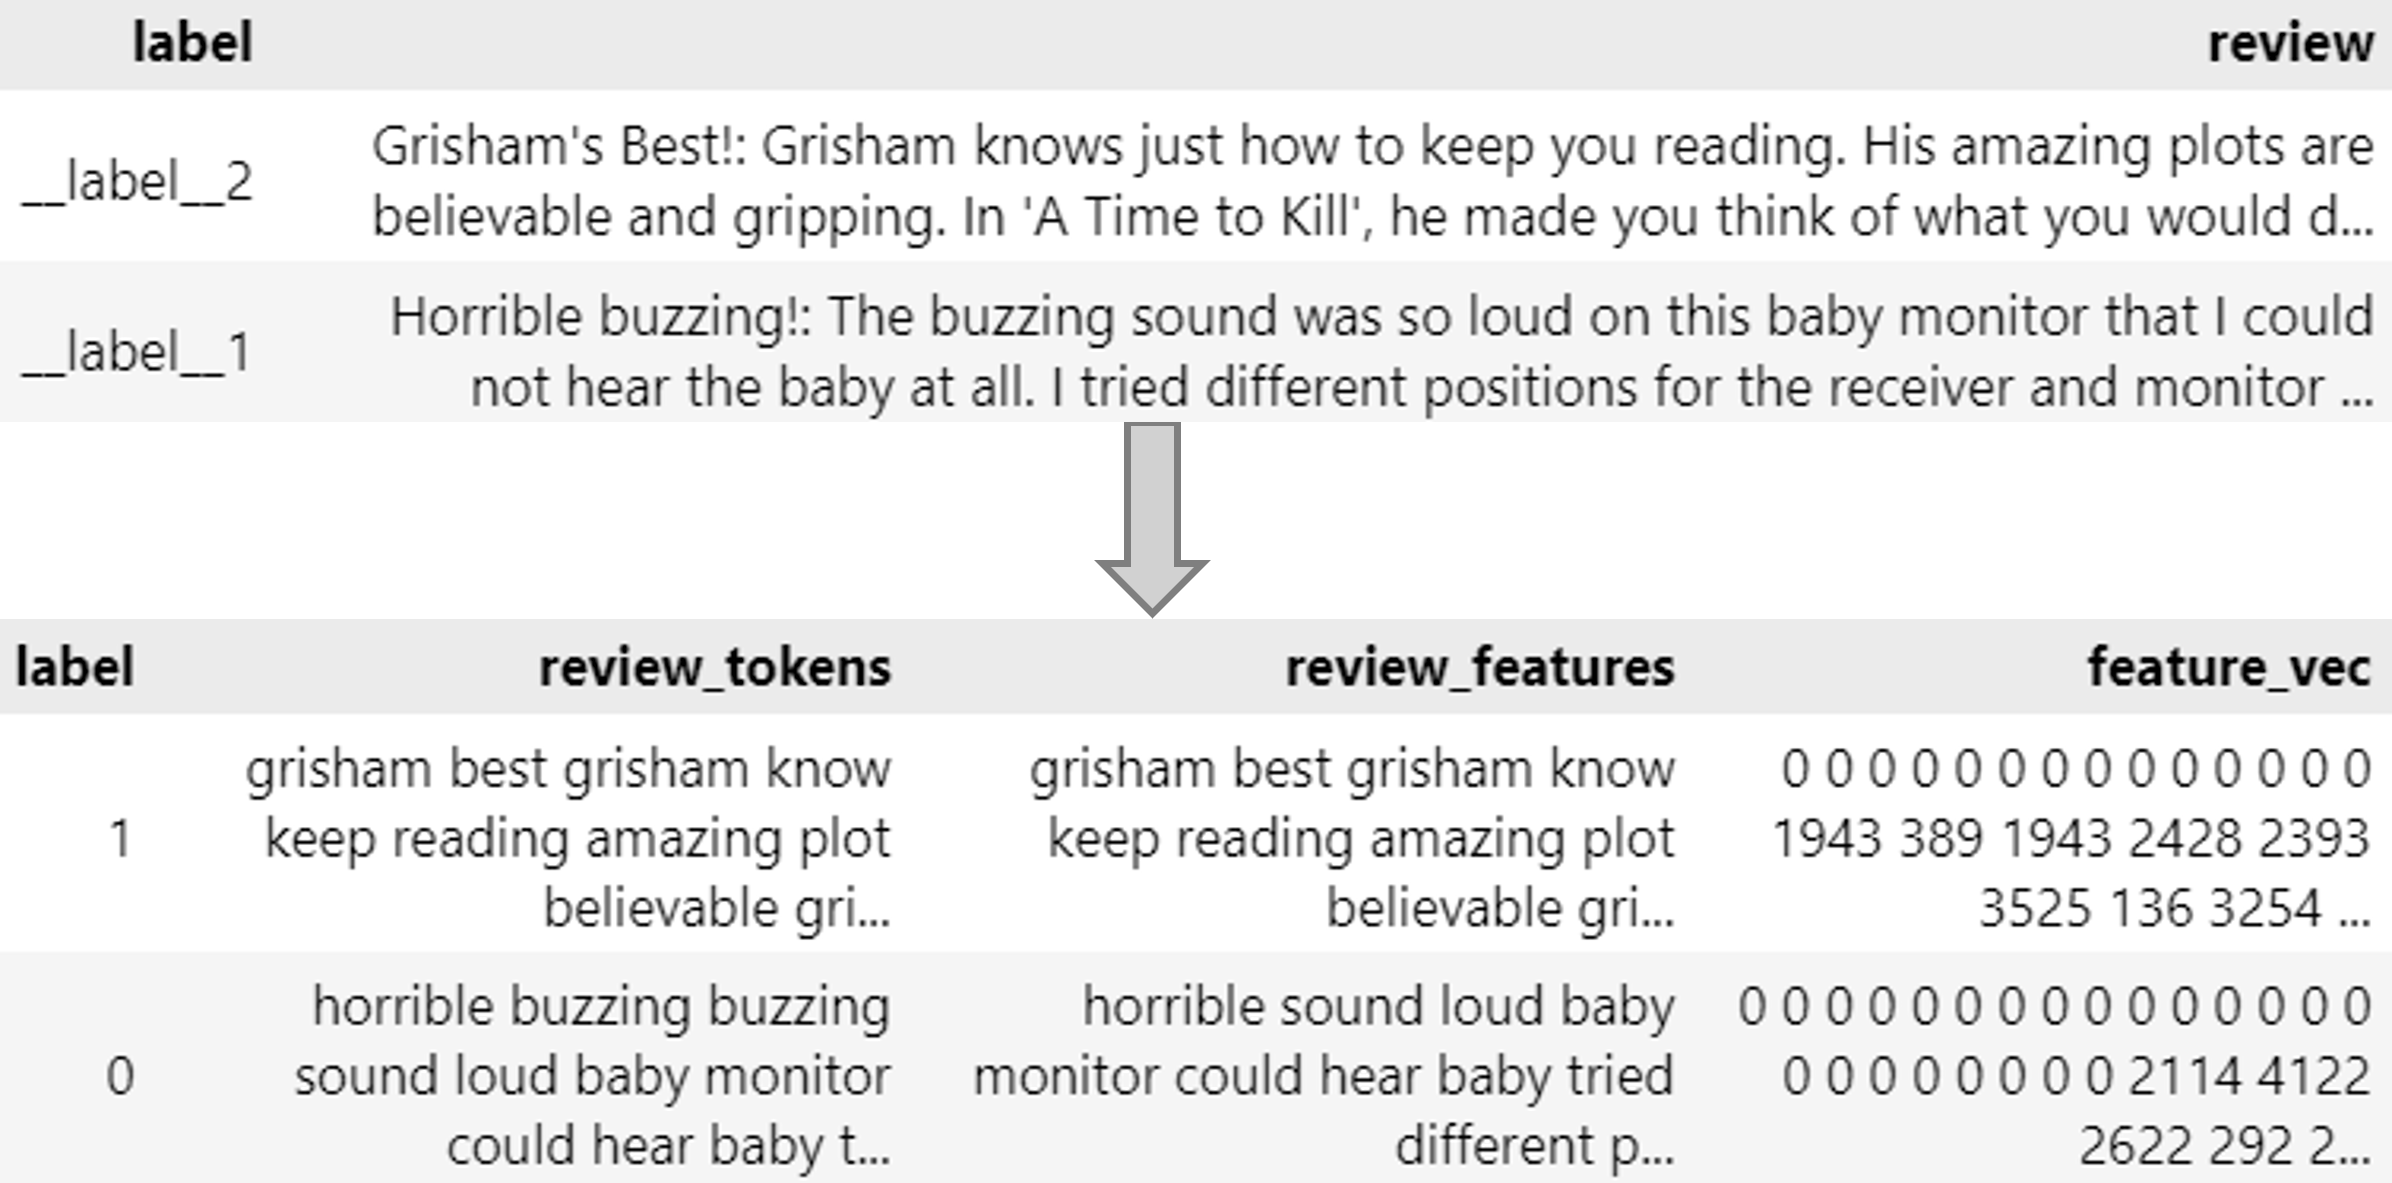 label review
__label__2 Grisham's Best!: Grisham knows just how to keep you reading. His amazing plots are
believable and gripping. In 'A Time to Kill', he made you think of what you would d...
__label__1 Horrible buzzing!: The buzzing sound was so loud on this baby monitor that I could
not hear the baby at all. I tried different positions for the receiver and monitor ...
label review_tokens review_features feature_vec
grisham best grisham know grisham best grisham know 0 0 0 0 0 0 0 0 0 0 0 0 0 0
1 keep reading amazing plot keep reading amazing plot 1943 389 1943 2428 2393
believable gri... believable gri... 3525 136 3254 ...
horrible buzzing buzzing horrible sound loud baby 0 0 0 0 0 0 0 0 0 0 0 0 0 0 0
0 sound loud baby monitor monitor could hear baby tried 0 0 0 0 0 0 0 0 2114 4122
could hear baby t... different p... 2622 292 2...